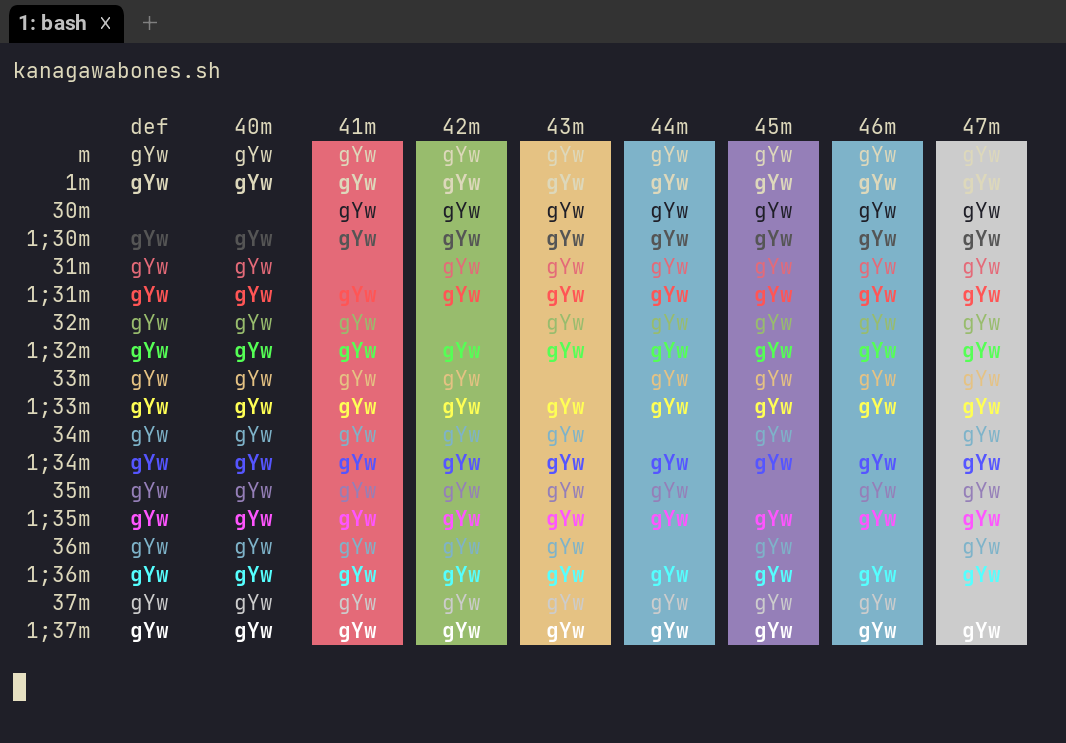 1: bash x +
kanagawabones.sh
def 40m 41m 42m 43m 44m 45m 46m 47m
m gYw gYw gYw gYw gYw gYw gYw gYw gYw
1m gYw gYw gYw gYw gYw gYw gYw gYw gYw
30m gYw gYw gYw gYw gYw gYw gYw
1;30m gYw gYw gYw gYw gYw gYw gYw gYw gYw
31m gYw gYw gYw gYw gYw gYw gYw gYw
1;31m gYw gYw gYw gYw gYw gYw gYw gYw gYw
32m gYw gYw gYw gYw gYw gYw gYw gYw
1;32m gYw gYw gYw gYw gYw gYw gYw gYw gYw
33m gYw gYw gYw gYw gYw gYw gYw gYw
1;33m gYw gYw gYw gYw gYw gYw gYw gYw gYw
34m gYw gYw gYw gYw gYw gYw gYw
1;34m gYw gYw gYw gYw gYw gYw gYw gYw gYw
35m gYw gYw gYw gYw gYw gYw gYw gYw
1;35m gYw gYw gYw gYw gYw gYw gYw gYw gYw
36m gYw gYw gYw gYw gYw gYw gYw
1;36m gYw gYw gYw gYw gYw gYw gYw gYw gYw
37m gYw gYw gYw gYw gYw gYw gYw gYw
1;37m gYw gYw gYw gYw gYw gYw gYw gYw gYw